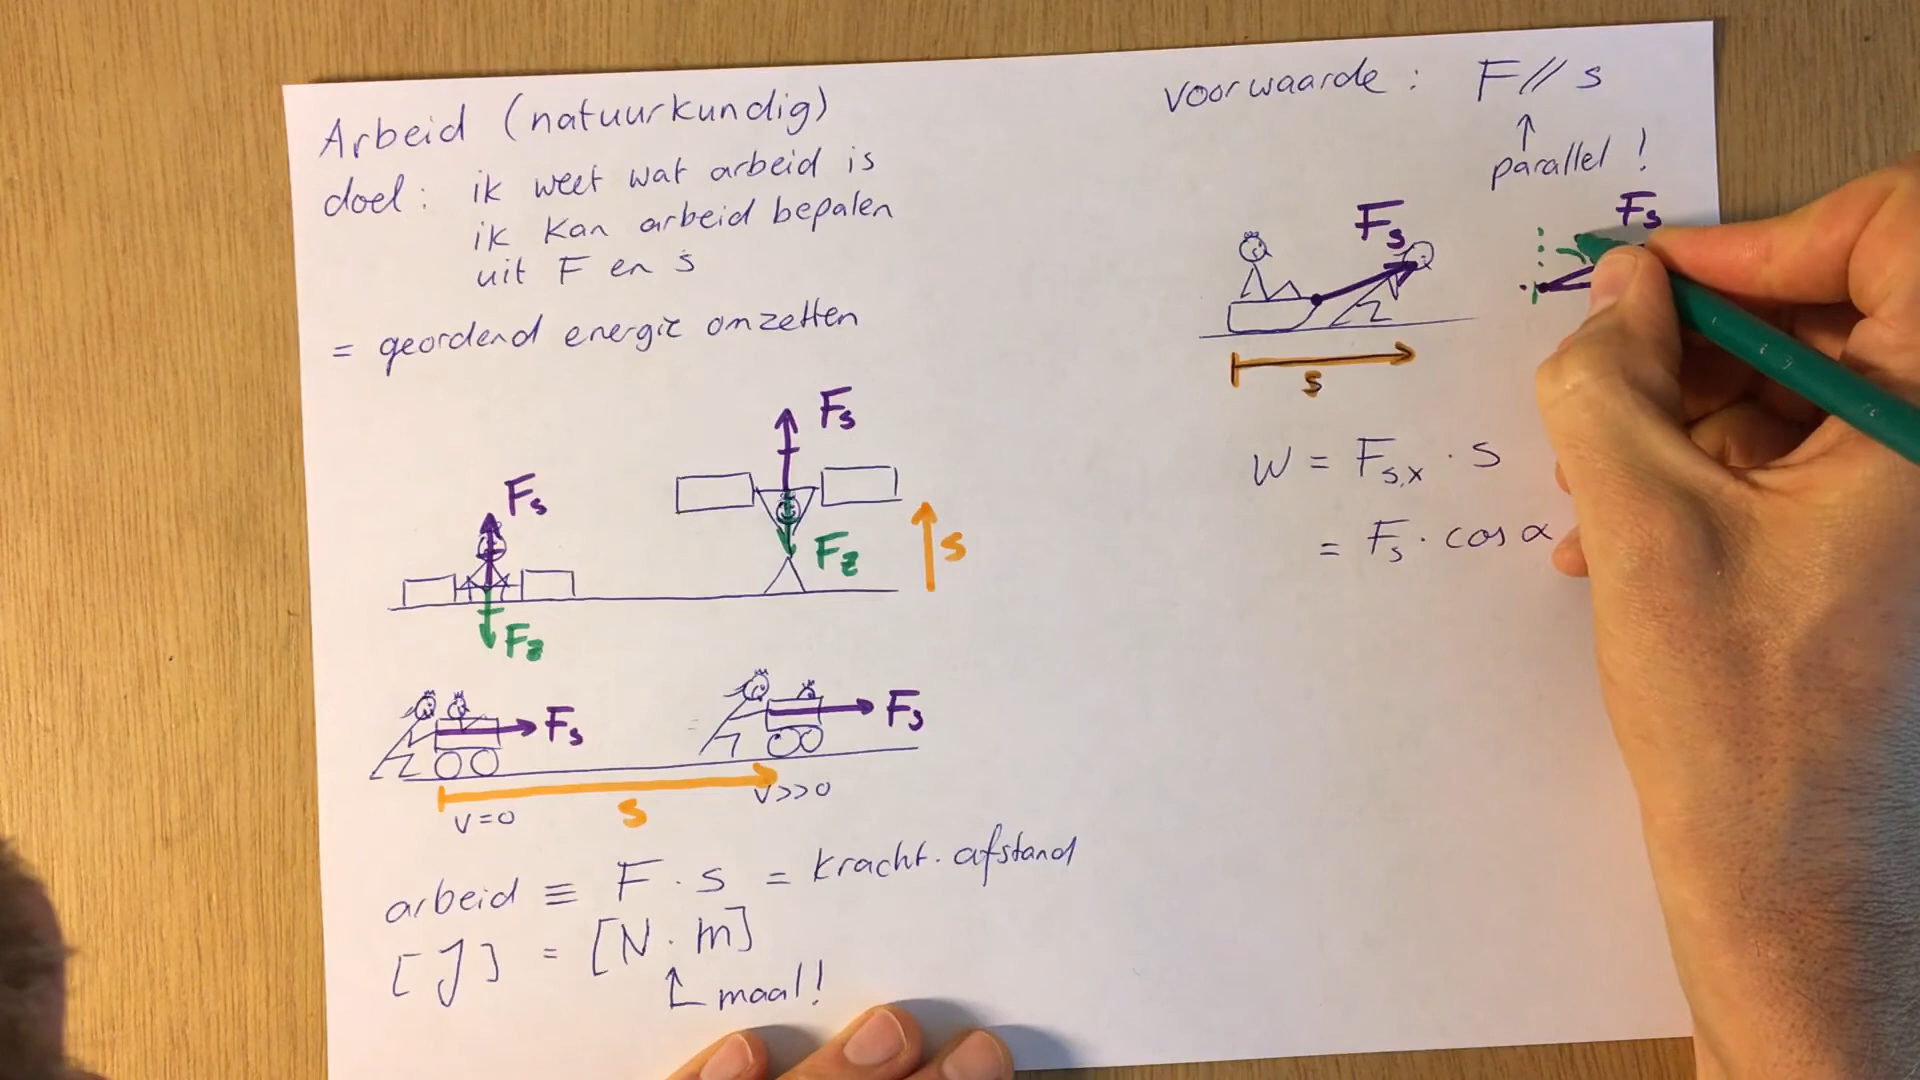 Arbeid (natuurkundig)
doel: ik weet wat arbeid is
ik kan arbeid bepalen
uit F en s
= geordend energie omzetten
Fs
Fs
Fz
s
Fz
Fs
Fs
s
v=0
v>>0
arbeid ≡ F · s = kracht · afstand
[J] = [N · m]
maal!
voorwaarde: F // s
parallel!
Fs
Fs
s
W = Fs,x · s
= Fs · cos α